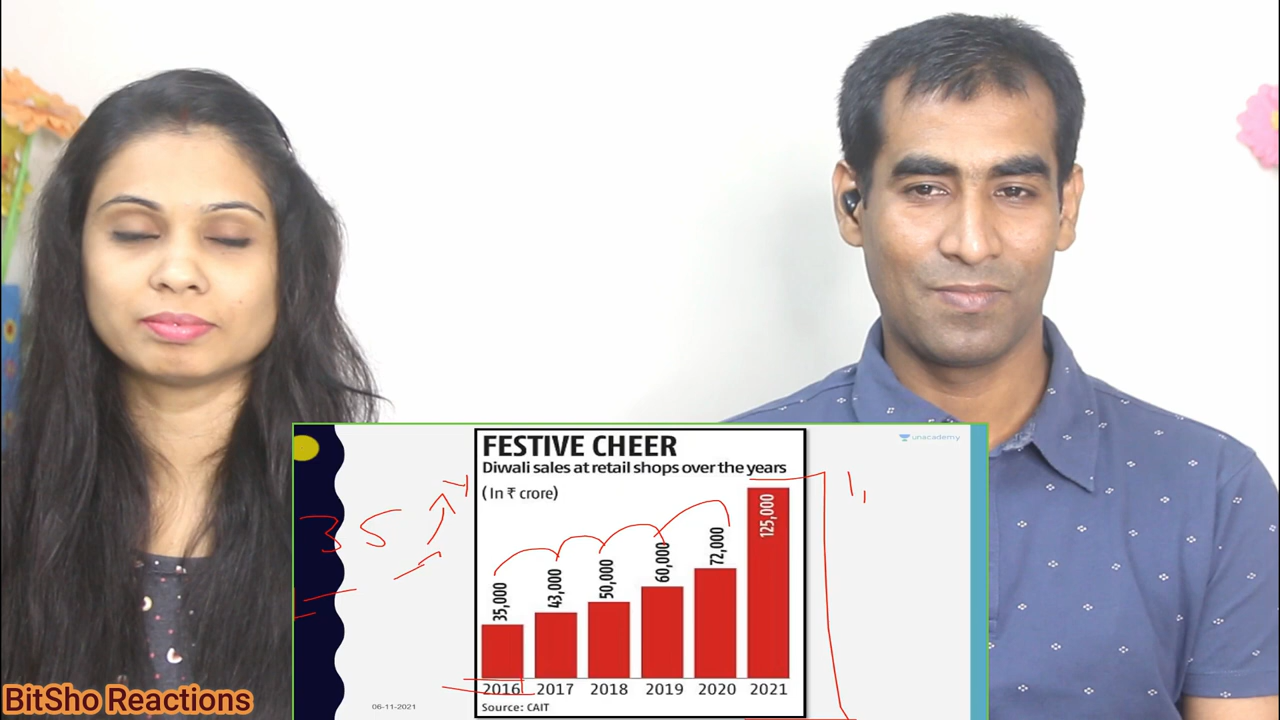 FESTIVE CHEER
Diwali sales at retail shops over the years
(In ₹ crore)
35,000
43,000
50,000
60,000
72,000
125,000
2016 2017 2018 2019 2020 2021
Source: CAIT
unacademy
35
1,
06-11-2021
BitSho Reactions